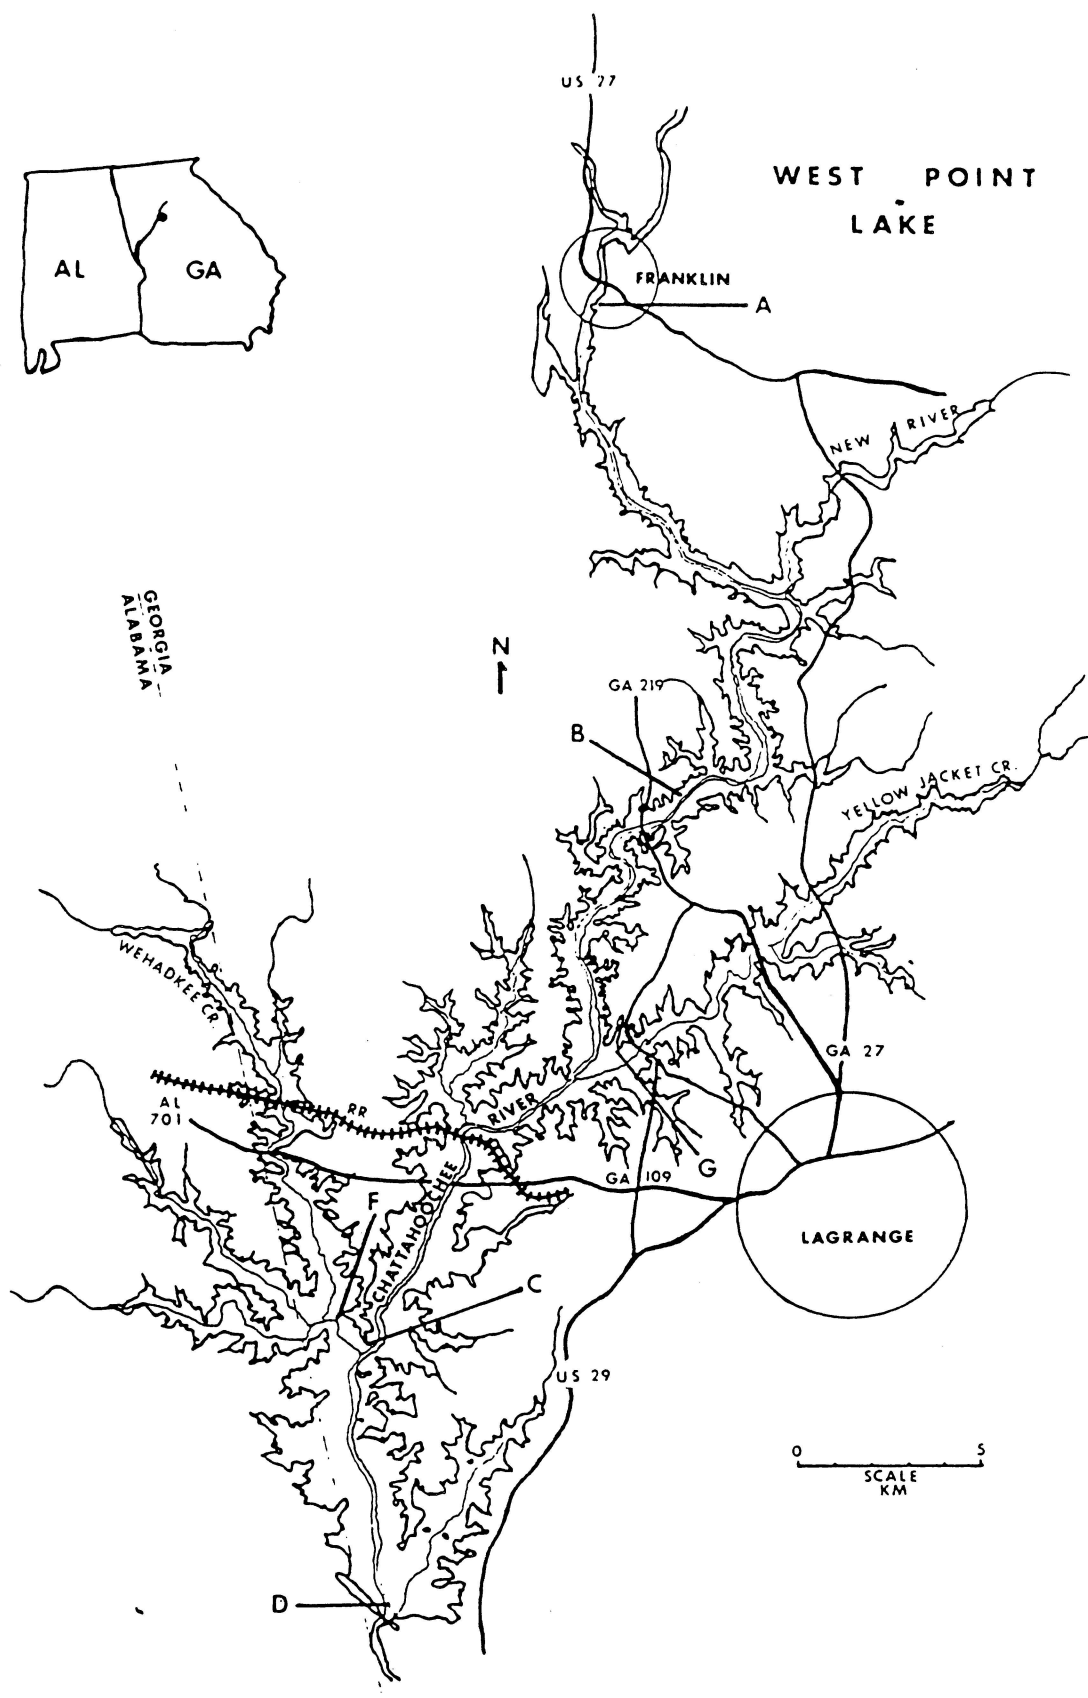 US 27
WEST POINT
LAKE
AL
GA
FRANKLIN
A
NEW RIVER
GEORGIA
ALABAMA
N
GA 219
B
YELLOW JACKET CR.
WEHADKEE CR.
GA 27
RR
RIVER
AL
701
G
GA 109
F
CHATTAHOOCHEE
LAGRANGE
C
US 29
0 5
SCALE
KM
D